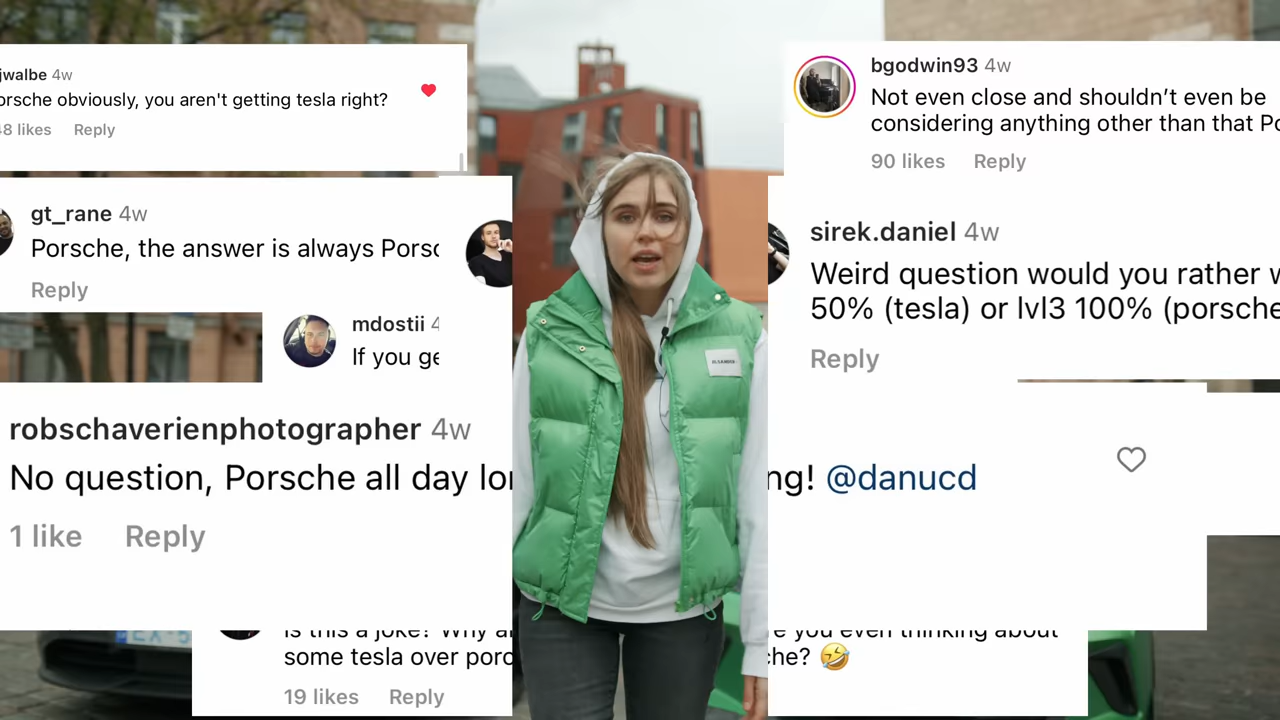 jwalbe 4w
orsche obviously, you aren't getting tesla right?
48 likes Reply
gt_rane 4w
Porsche, the answer is always Porsc
Reply
mdostii 4
If you ge
robschaverienphotographer 4w
No question, Porsche all day lor ng! @danucd
1 like Reply
is this a joke? Why ar e you even thinking about
some tesla over porc che? 🤣
19 likes Reply
bgodwin93 4w
Not even close and shouldn’t even be
considering anything other than that Po
90 likes Reply
sirek.daniel 4w
Weird question would you rather w
50% (tesla) or lvl3 100% (porsche
Reply